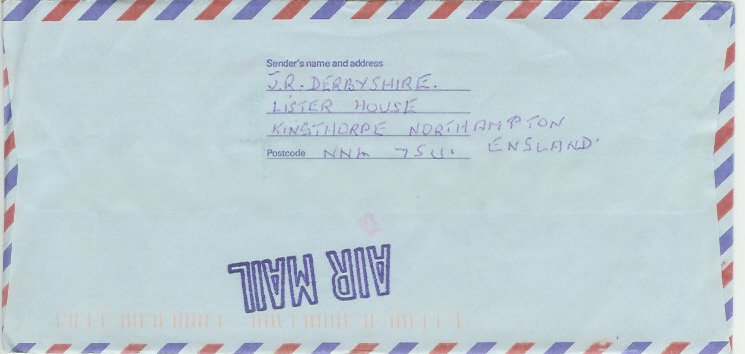 Sender's name and address
J.R. DERBYSHIRE.
LISTER HOUSE
KINGSTHORPE NORTHAMPTON
ENGLAND.
Postcode
AIR MAIL